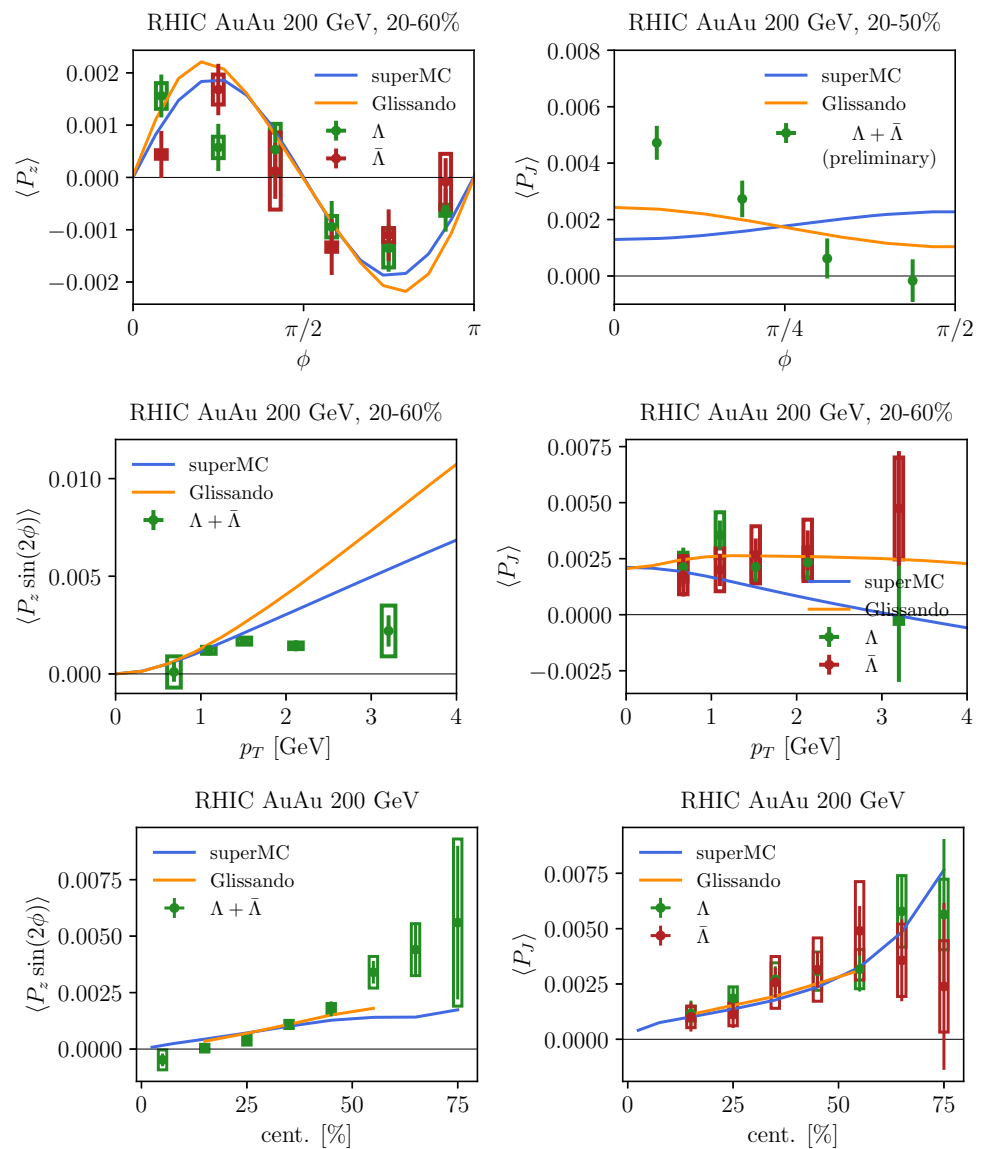 RHIC AuAu 200 GeV, 20-60%
⟨P_z⟩
0.002
0.001
0.000
−0.001
−0.002
superMC
Glissando
Λ
Λ̄
0
π/2
π
ϕ
RHIC AuAu 200 GeV, 20-50%
⟨P_J⟩
0.008
0.006
0.004
0.002
0.000
superMC
Glissando
Λ + Λ̄
(preliminary)
0
π/4
π/2
ϕ
RHIC AuAu 200 GeV, 20-60%
⟨P_z sin(2ϕ)⟩
0.010
0.005
0.000
superMC
Glissando
Λ + Λ̄
0
1
2
3
4
p_T [GeV]
RHIC AuAu 200 GeV, 20-60%
⟨P_J⟩
0.0075
0.0050
0.0025
0.0000
−0.0025
superMC
Glissando
Λ
Λ̄
0
1
2
3
4
p_T [GeV]
RHIC AuAu 200 GeV
⟨P_z sin(2ϕ)⟩
0.0075
0.0050
0.0025
0.0000
superMC
Glissando
Λ + Λ̄
0
25
50
75
cent. [%]
RHIC AuAu 200 GeV
⟨P_J⟩
0.0075
0.0050
0.0025
0.0000
superMC
Glissando
Λ
Λ̄
0
25
50
75
cent. [%]